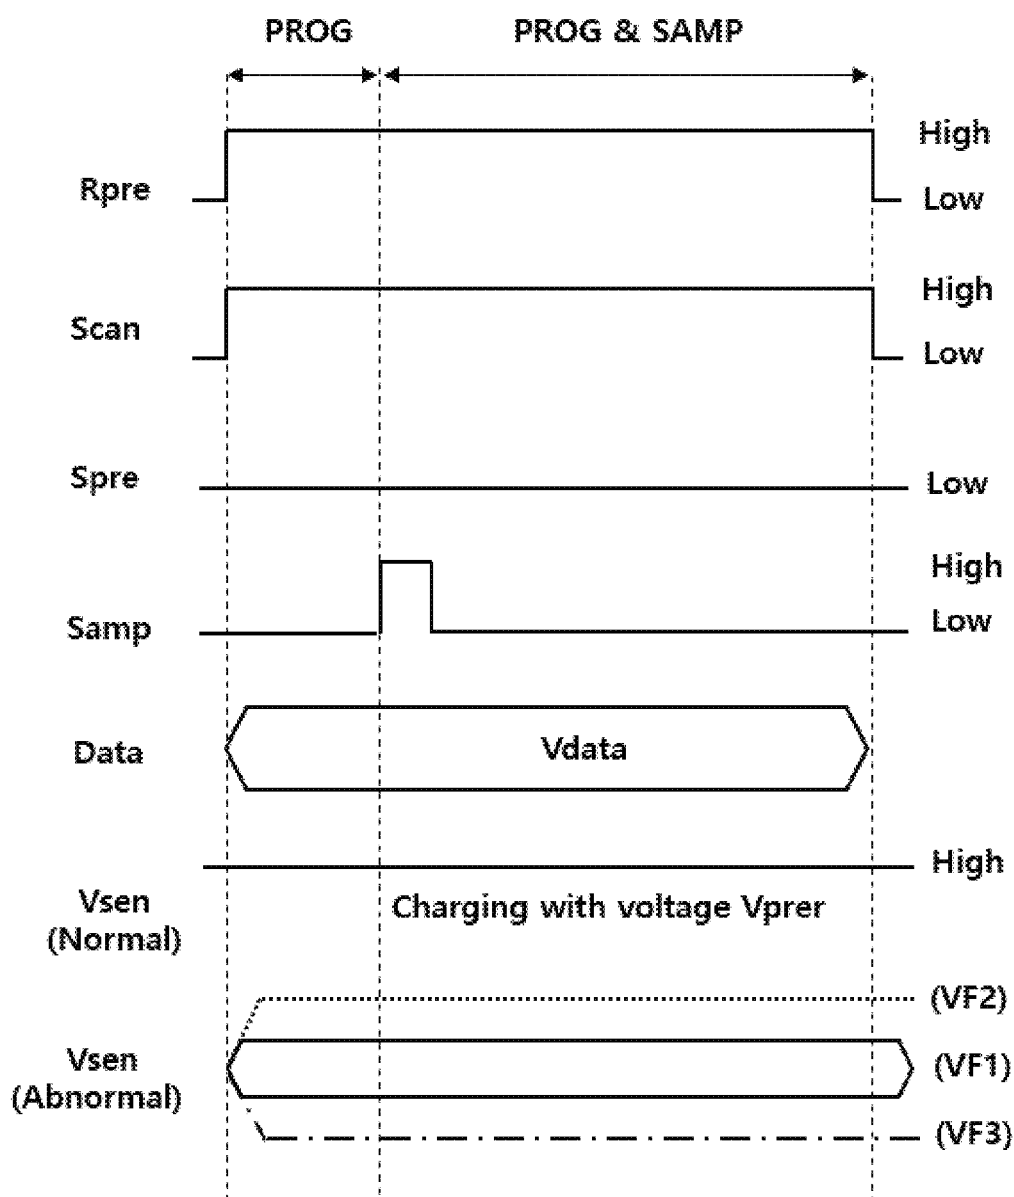 PROG PROG & SAMP
High
Rpre
Low
High
Scan
Low
Spre Low
High
Samp Low
Data Vdata
High
Vsen
(Normal)
Charging with voltage Vprer
(VF2)
Vsen
(Abnormal)
(VF1)
(VF3)